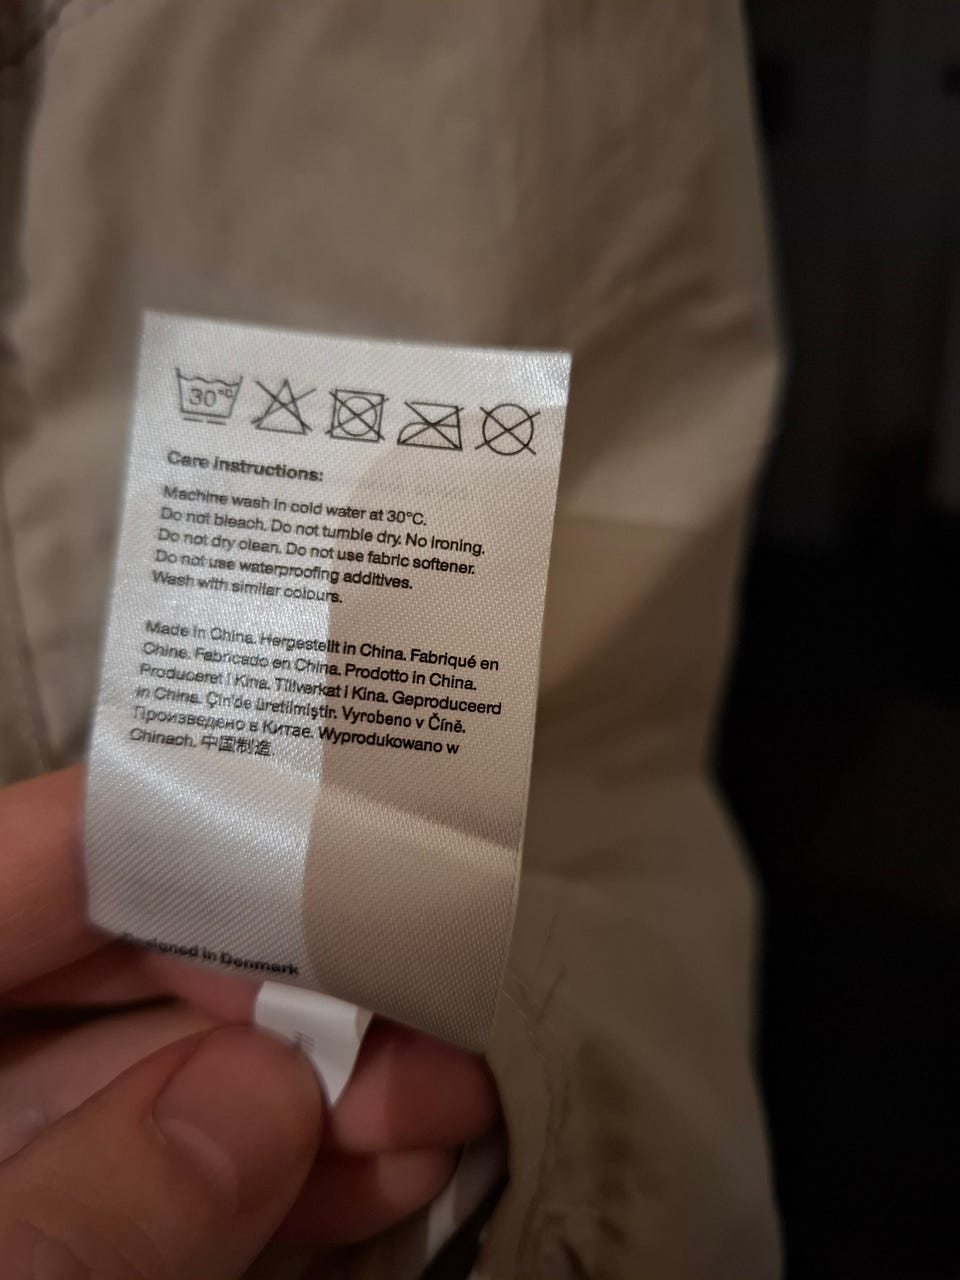 30°C
Care instructions:
Machine wash in cold water at 30°C.
Do not bleach. Do not tumble dry. No ironing.
Do not dry clean. Do not use fabric softener.
Do not use waterproofing additives.
Wash with similar colours.
Made in China. Hergestellt in China. Fabriqué en
Chine. Fabricado en China. Prodotto in China.
Produceret i Kina. Tillverkat i Kina. Geproduceerd
in China. Çin'de üretilmiştir. Vyrobeno v Číně.
Произведено в Китае. Wyprodukowano w
Chinach. 中国制造.
Designed in Denmark